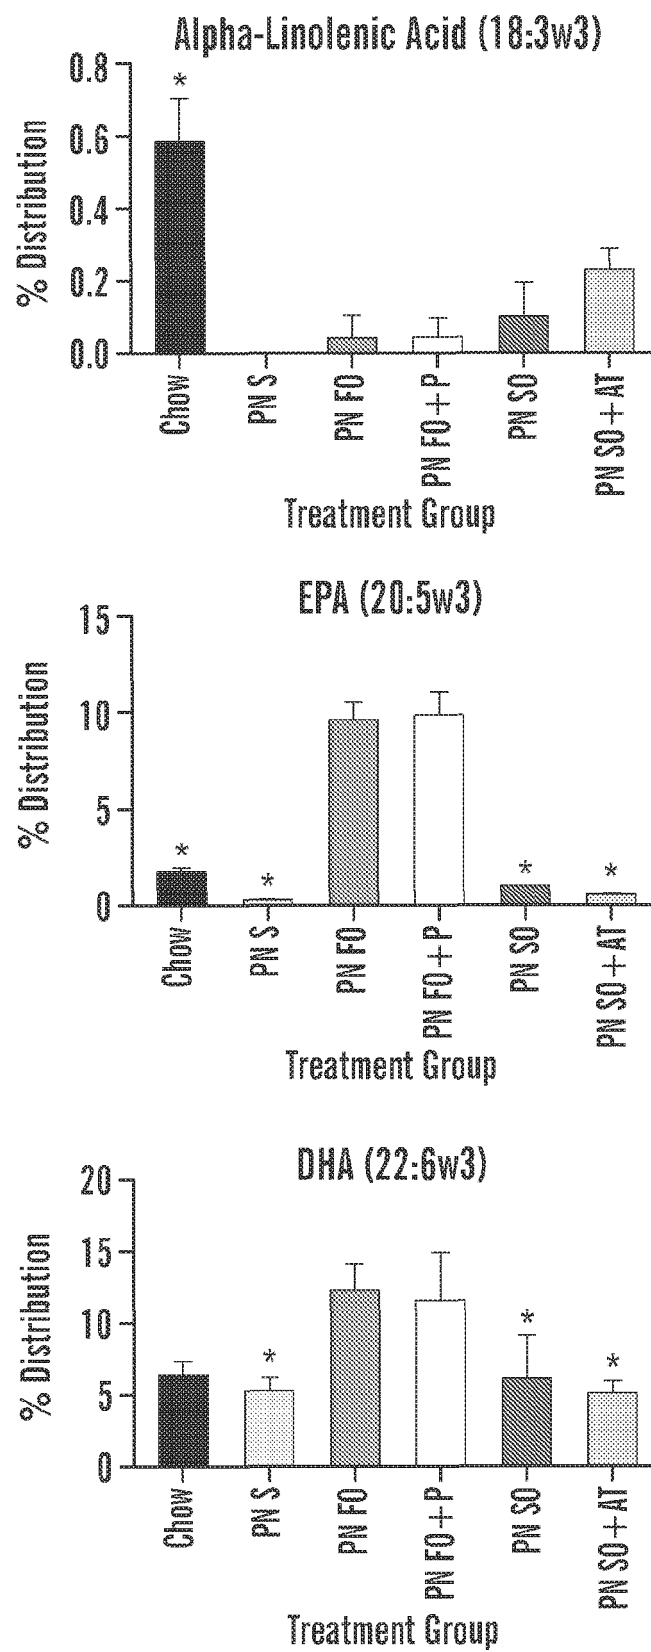 Alpha-Linolenic Acid (18:3w3)
0.8
*
0.6
0.4
0.2
0.0
% Distribution
Chow
PN S
PN FO
PN FO+P
PN SO
PN SO+AT
Treatment Group
EPA (20:5w3)
15
10
5
0
% Distribution
*
*
*
*
Chow
PN S
PN FO
PN FO+P
PN SO
PN SO+AT
Treatment Group
DHA (22:6w3)
20
15
10
5
0
% Distribution
*
*
*
Chow
PN S
PN FO
PN FO+P
PN SO
PN SO+AT
Treatment Group